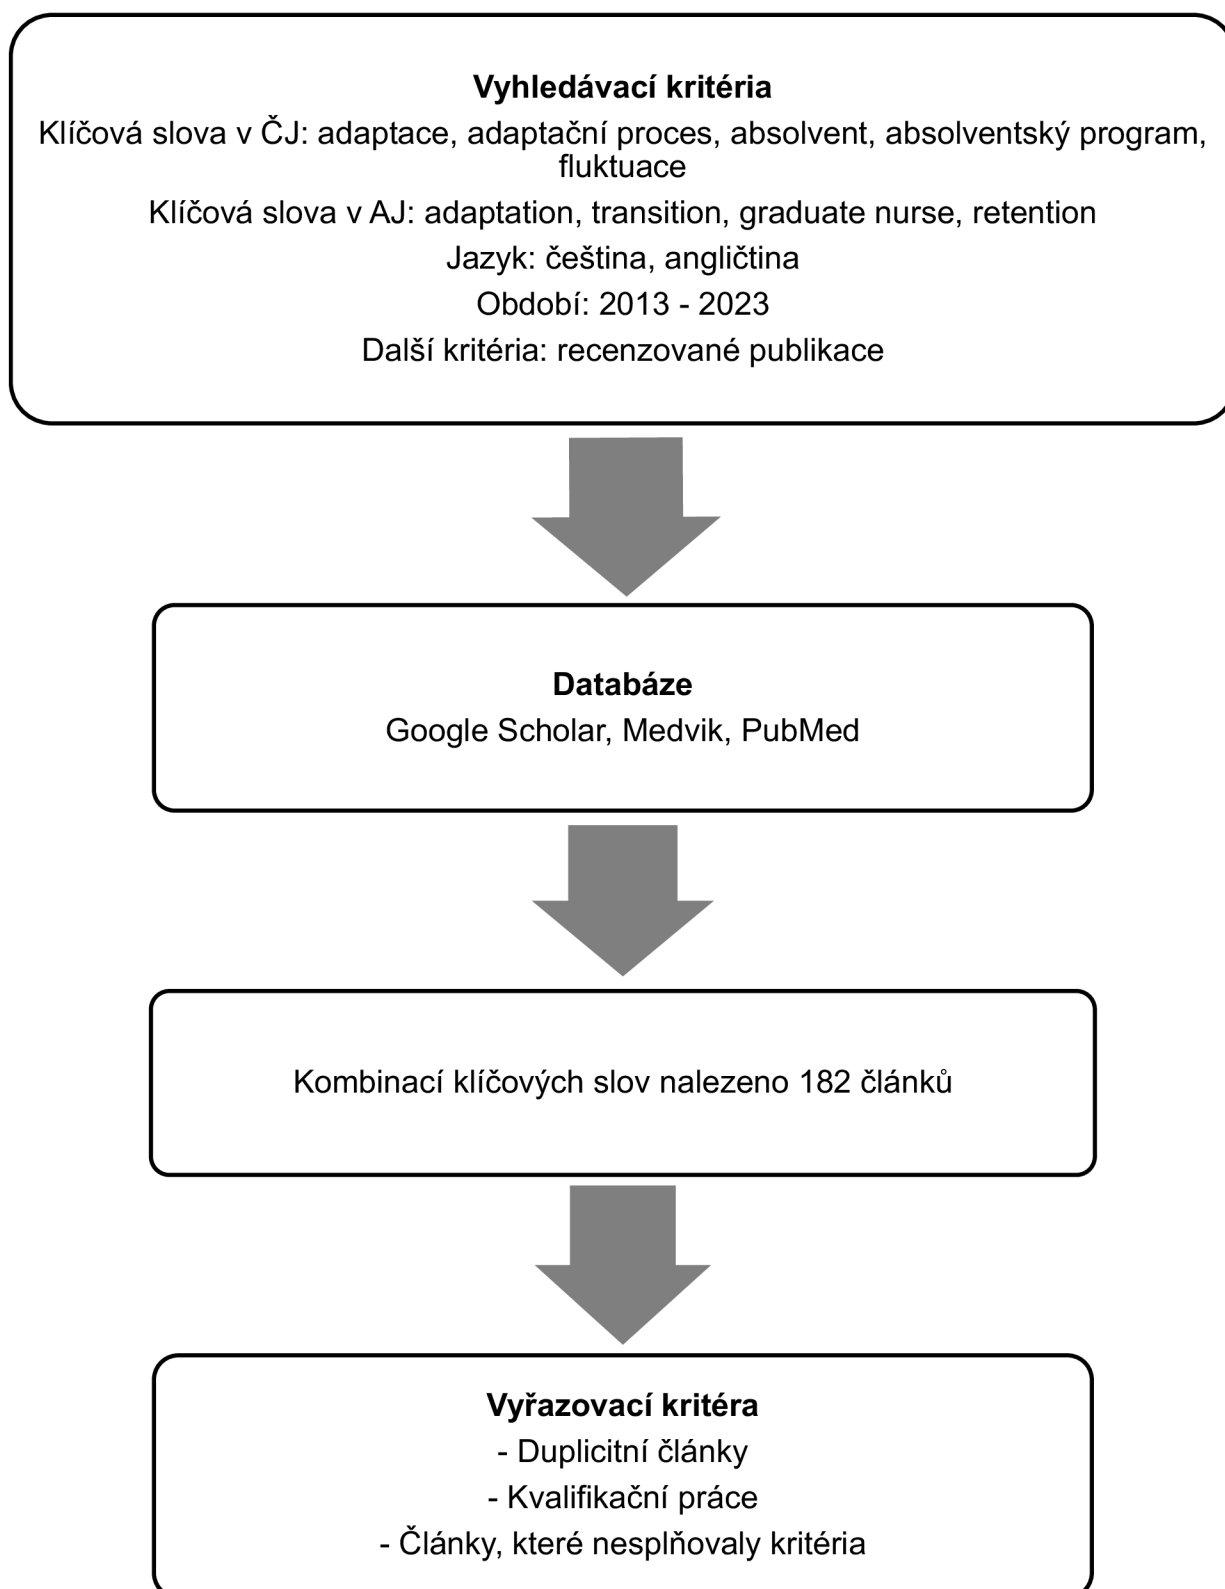 Vyhledávací kritéria
Klíčová slova v ČJ: adaptace, adaptační proces, absolvent, absolventský program,
fluktuace
Klíčová slova v AJ: adaptation, transition, graduate nurse, retention
Jazyk: čeština, angličtina
Období: 2013 - 2023
Další kritéria: recenzované publikace
Databáze
Google Scholar, Medvik, PubMed
Kombinací klíčových slov nalezeno 182 článků
Vyřazovací kritéra
- Duplicitní články
- Kvalifikační práce
- Články, které nesplňovaly kritéria